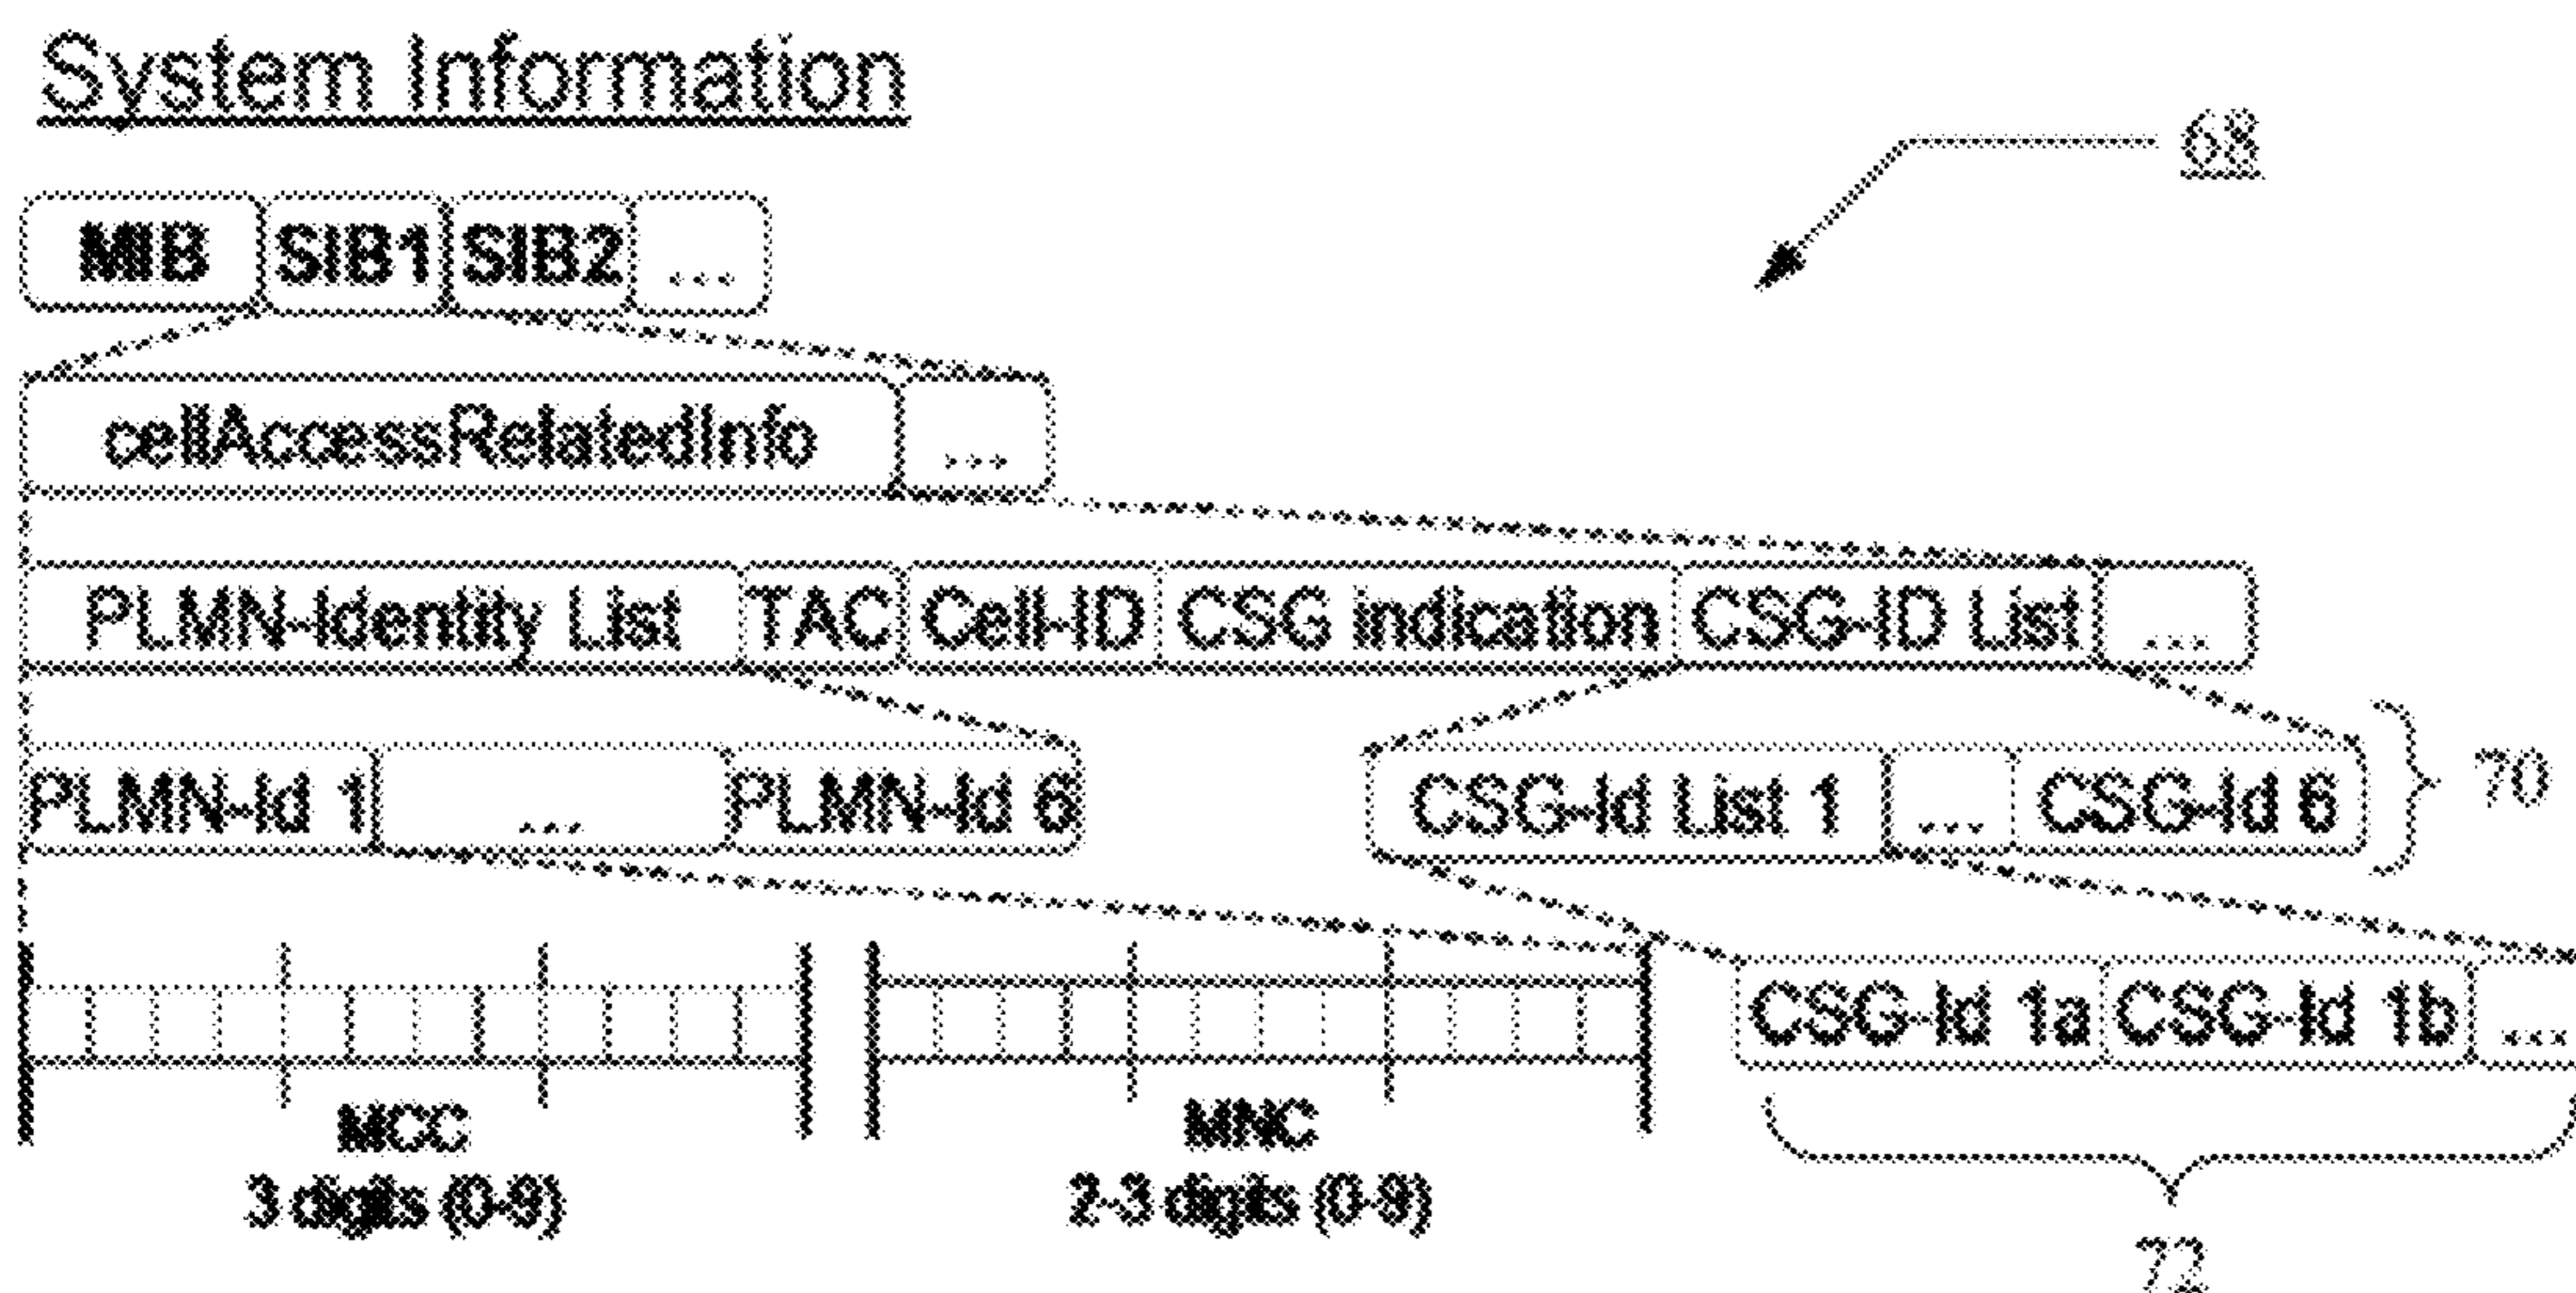 System Information
68
MIB SIB1 SIB2 ...
cellAccessRelatedInfo ...
PLMN-Identity List TAC Cell-ID CSG indication CSG-ID List ...
PLMN-Id 1 ... PLMN-Id 6 CSG-Id List 1 ... CSG-Id 6 70
CSG-Id 1a CSG-Id 1b ...
MCC MNC
3 digits (0-9) 2-3 digits (0-9)
72